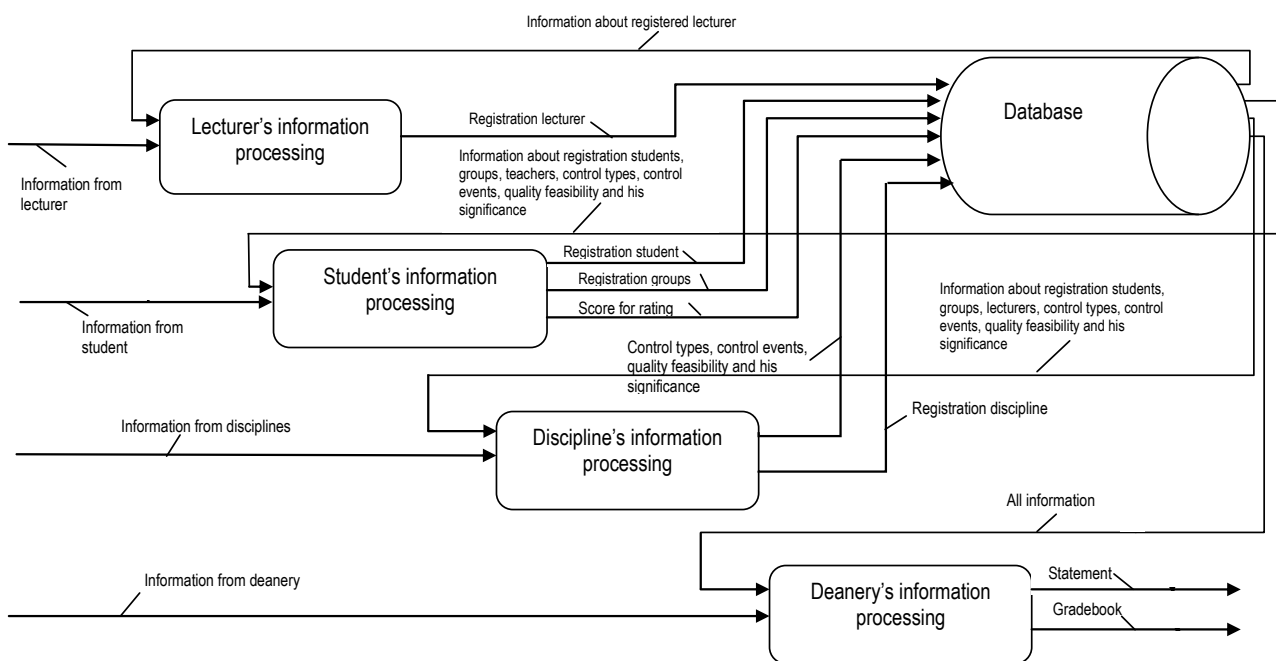 Information about registered lecturer
Lecturer's information
processing
Registration lecturer
Database
Information from
lecturer
Information about registration students,
groups, teachers, control types, control
events, quality feasibility and his
significance
Student's information
processing
Registration student
Registration groups
Score for rating
Information from
student
Information about registration students,
groups, lecturers, control types, control
events, quality feasibility and his
significance
Control types, control events,
quality feasibility and his
significance
Registration discipline
Information from disciplines
Discipline's information
processing
All information
Information from deanery
Deanery's information
processing
Statement
Gradebook